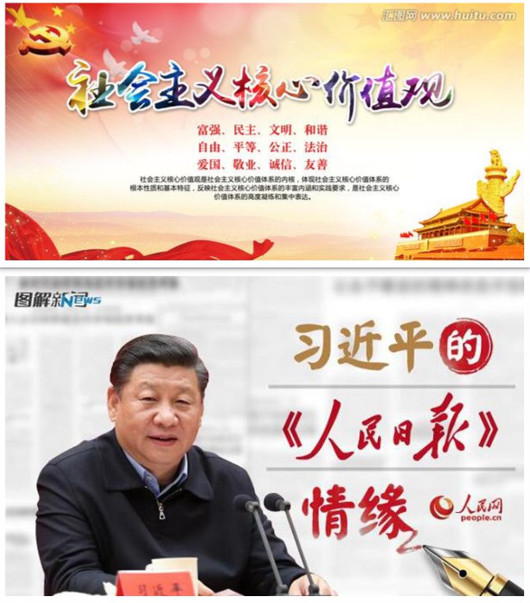 汇图网 www.huitu.com
社会主义核心价值观
富强、民主、文明、和谐
自由、平等、公正、法治
爱国、敬业、诚信、友善
社会主义核心价值观是社会主义核心价值体系的内核，体现社会主义核心价值体系的
根本性质和基本特征，反映社会主义核心价值体系的丰富内涵和实践要求，是社会主义核心
价值体系的高度凝练和集中表达。
图解新闻 NEWS
习近平的
《人民日报》
情缘
人民网
people.cn
习近平